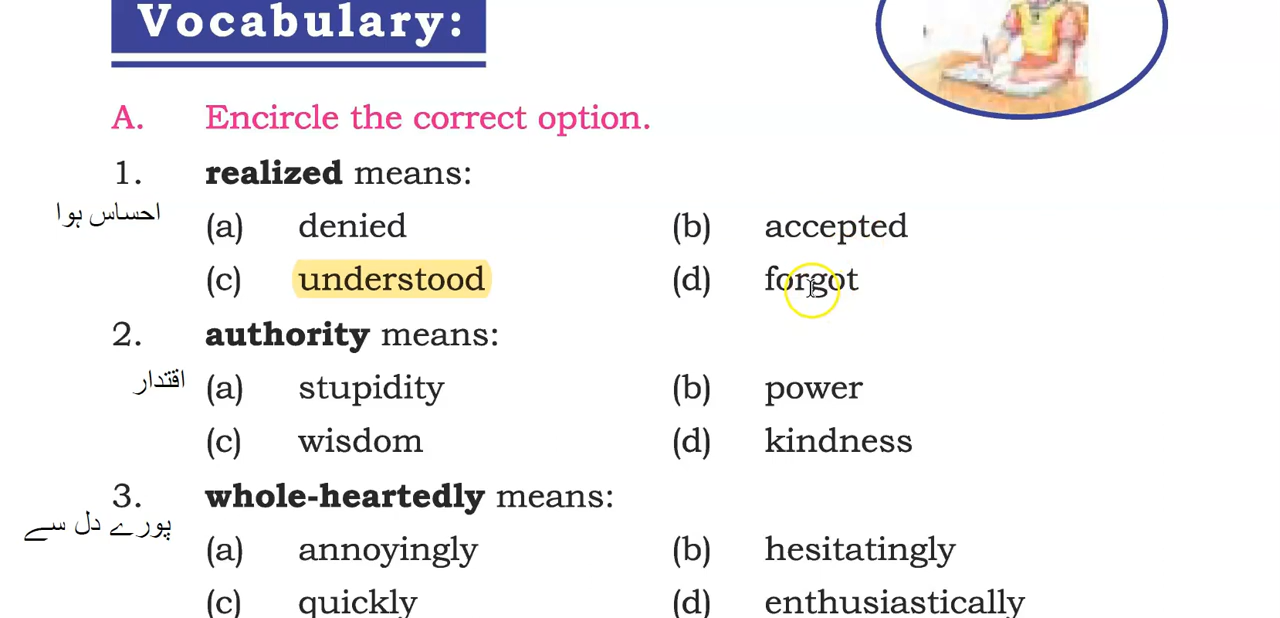 Vocabulary:
A. Encircle the correct option.
1. realized means:
احساس ہوا
(a) denied (b) accepted
(c) understood (d) forgot
2. authority means:
اقتدار
(a) stupidity (b) power
(c) wisdom (d) kindness
3. whole-heartedly means:
پورے دل سے
(a) annoyingly (b) hesitatingly
(c) quickly (d) enthusiastically